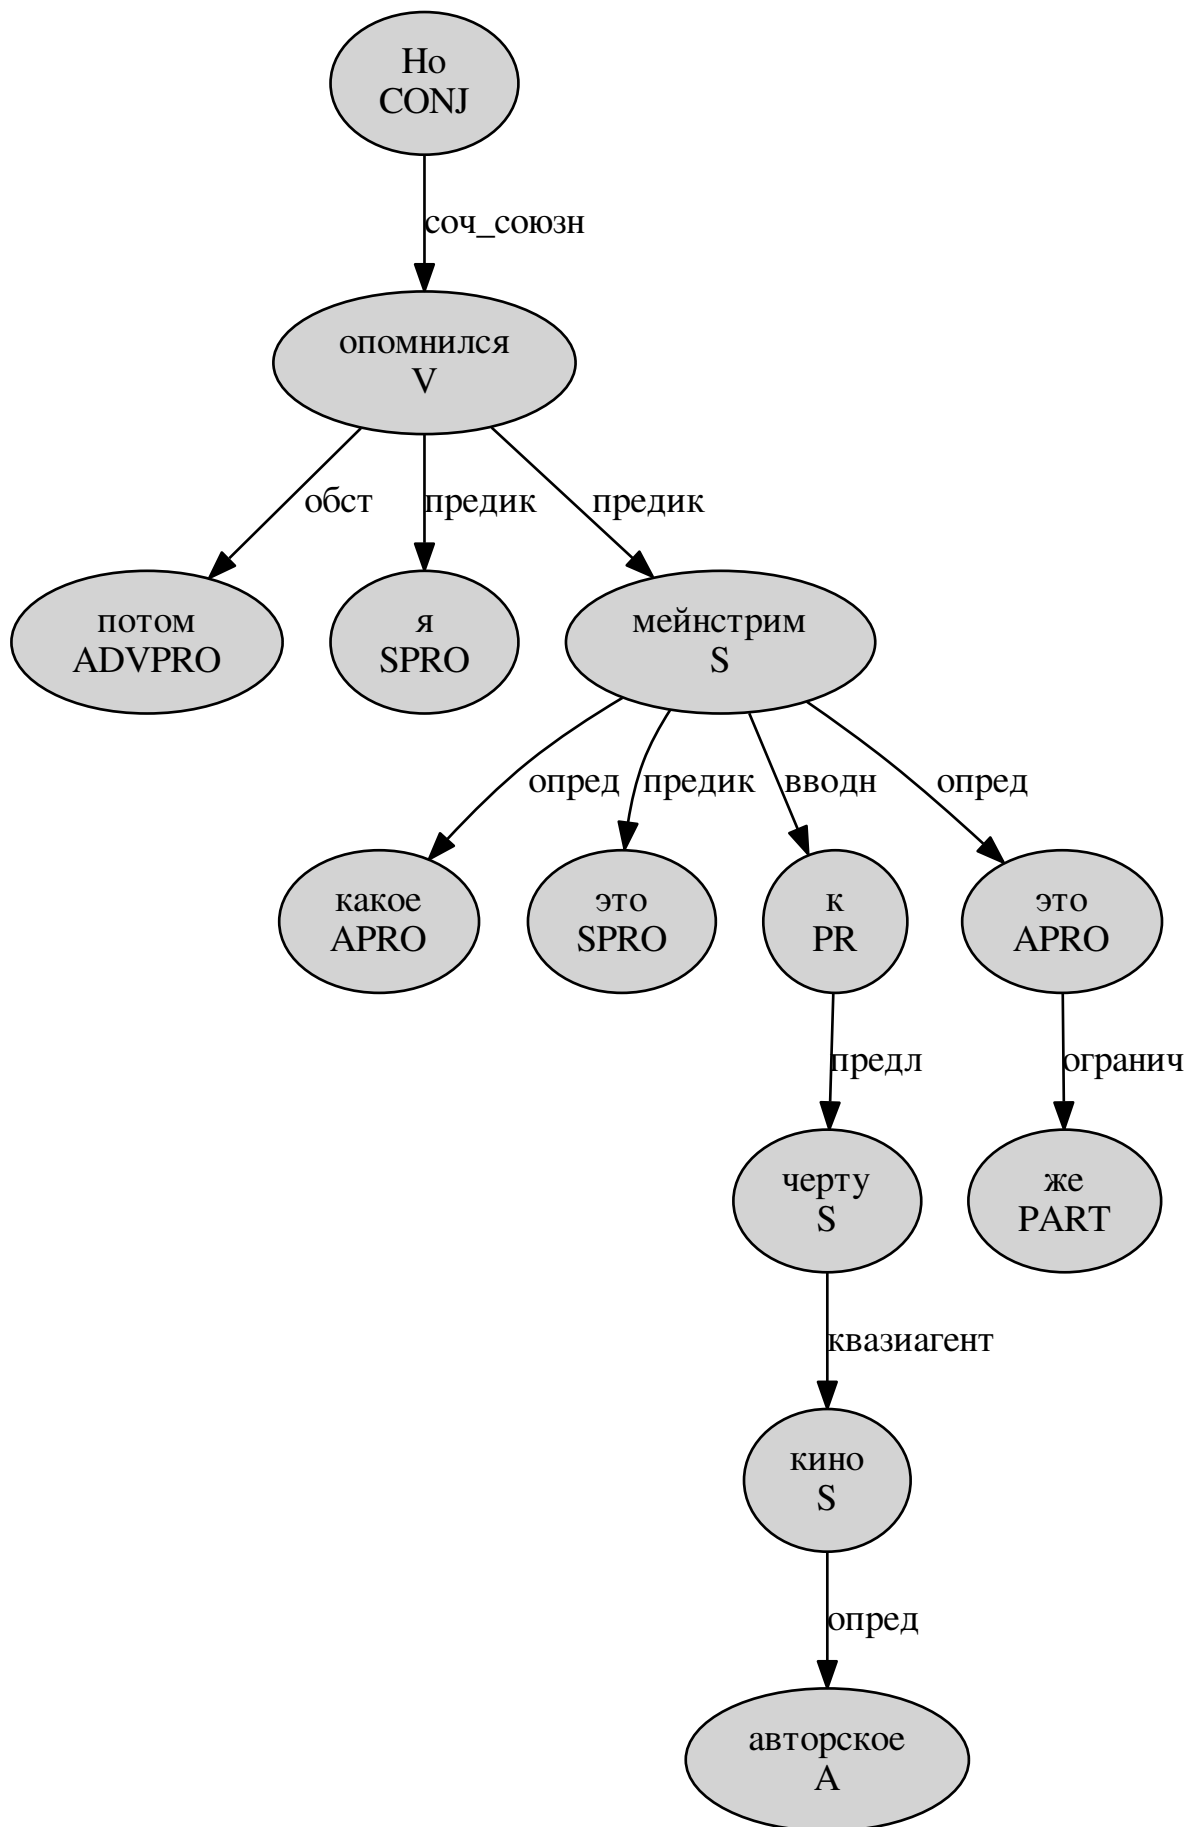 Но
CONJ
соч_союзн
опомнился
V
обст
предик
предик
потом
ADVPRO
я
SPRO
мейнстрим
S
опред
предик
вводн
опред
какое
APRO
это
SPRO
к
PR
это
APRO
предл
огранич
черту
S
же
PART
квазиагент
кино
S
опред
авторское
A